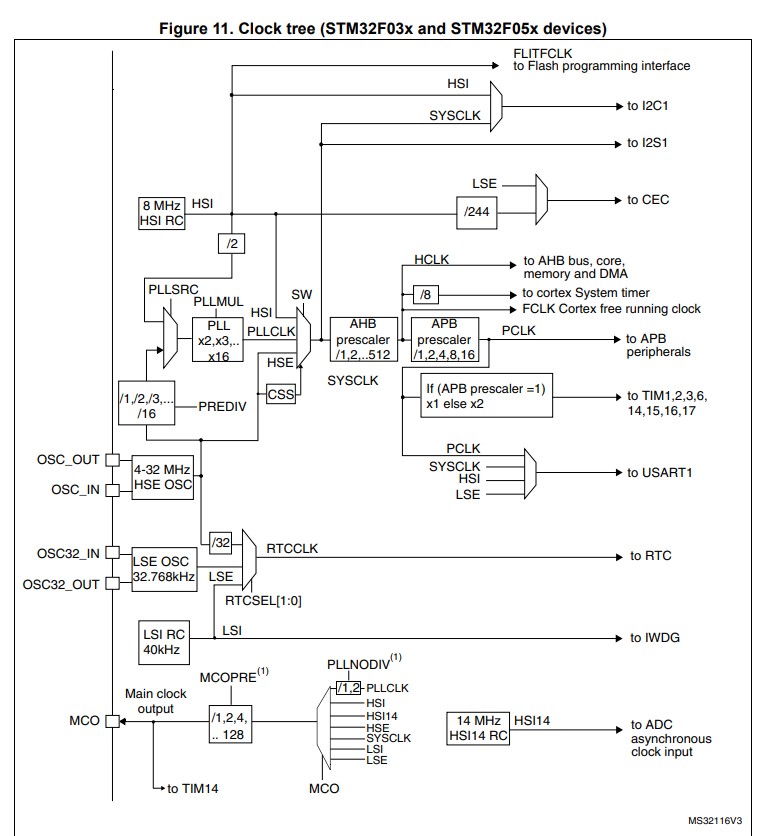 Figure 11. Clock tree (STM32F03x and STM32F05x devices)
FLITFCLK
to Flash programming interface
HSI
to I2C1
SYSCLK
to I2S1
LSE
to CEC
8 MHz
HSI RC
HSI
/244
/2
HCLK
to AHB bus, core,
memory and DMA
PLLSRC
PLLMUL
SW
/8
to cortex System timer
HSI
FCLK Cortex free running clock
PLL
x2,x3,..
x16
PLLCLK
AHB
prescaler
/1,2,..512
APB
prescaler
/1,2,4,8,16
PCLK
to APB
peripherals
HSE
SYSCLK
CSS
/1,/2,/3,...
/16
PREDIV
If (APB prescaler =1)
x1 else x2
to TIM1,2,3,6,
14,15,16,17
OSC_OUT
OSC_IN
4-32 MHz
HSE OSC
PCLK
SYSCLK
HSI
LSE
to USART1
/32
OSC32_IN
OSC32_OUT
LSE OSC
32.768kHz
RTCCLK
to RTC
LSE
RTCSEL[1:0]
LSI RC
40kHz
LSI
to IWDG
PLLNODIV(1)
MCOPRE(1)
/1,2
PLLCLK
Main clock
output
HSI
HSI14
HSE
SYSCLK
LSI
LSE
MCO
/1,2,4,
.. 128
14 MHz
HSI14 RC
HSI14
to ADC
asynchronous
clock input
to TIM14
MCO
MS32116V3